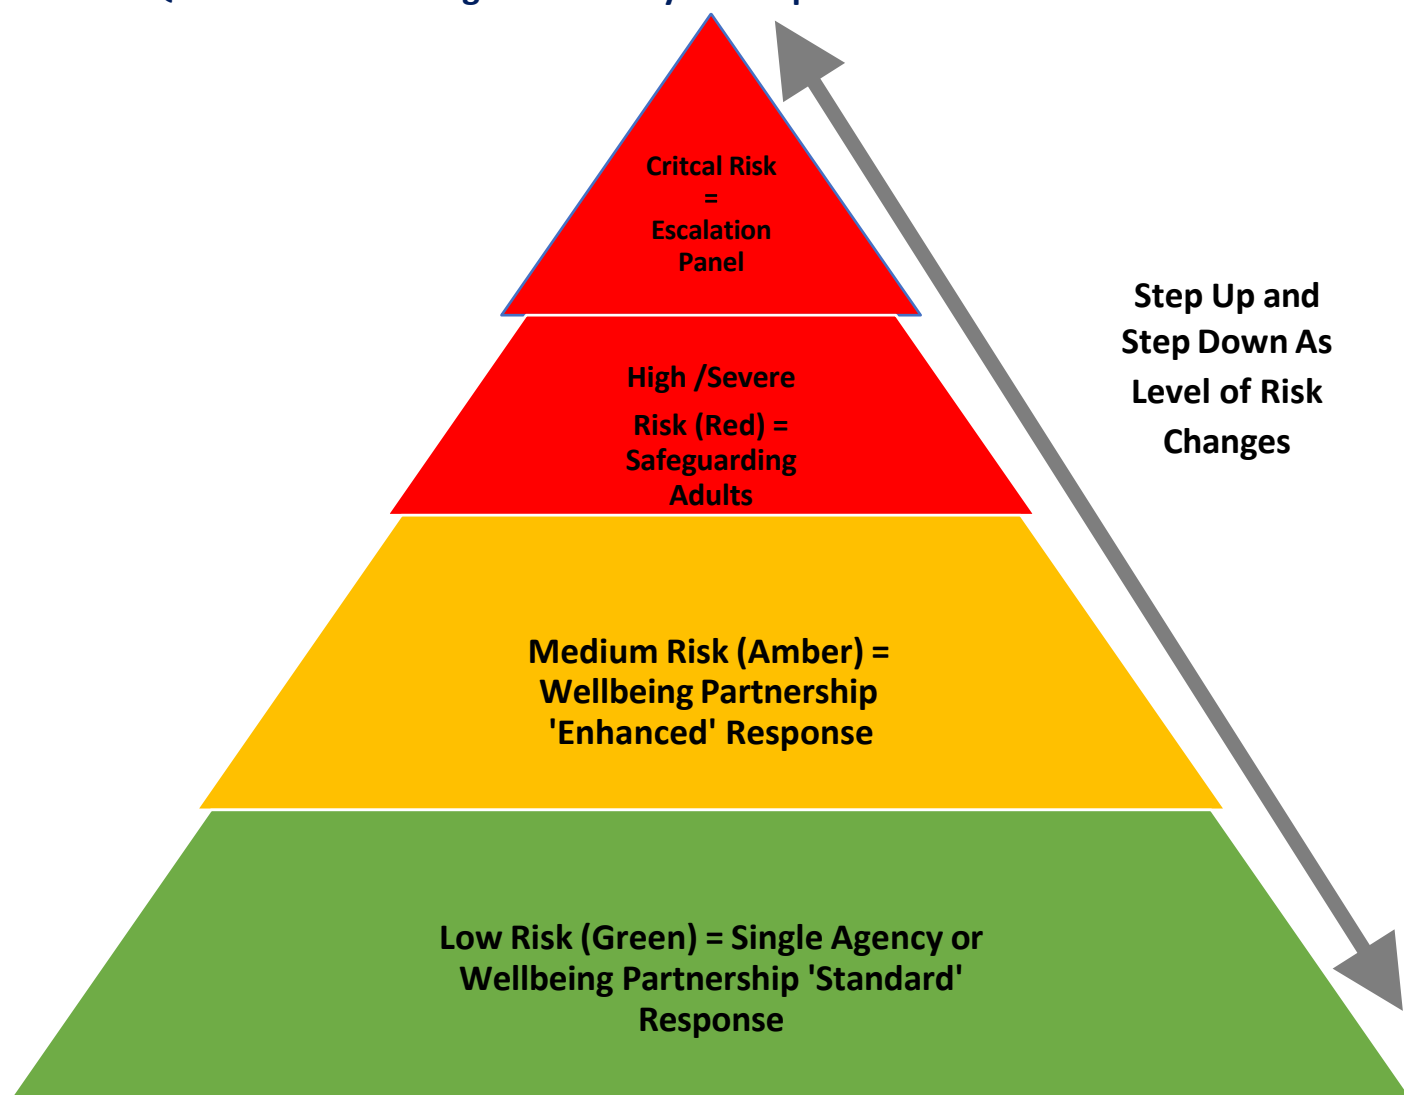 Critcal Risk
=
Escalation
Panel
High /Severe
Risk (Red) =
Safeguarding
Adults
Step Up and
Step Down As
Level of Risk
Changes
Medium Risk (Amber) =
Wellbeing Partnership
'Enhanced' Response
Low Risk (Green) = Single Agency or
Wellbeing Partnership 'Standard'
Response